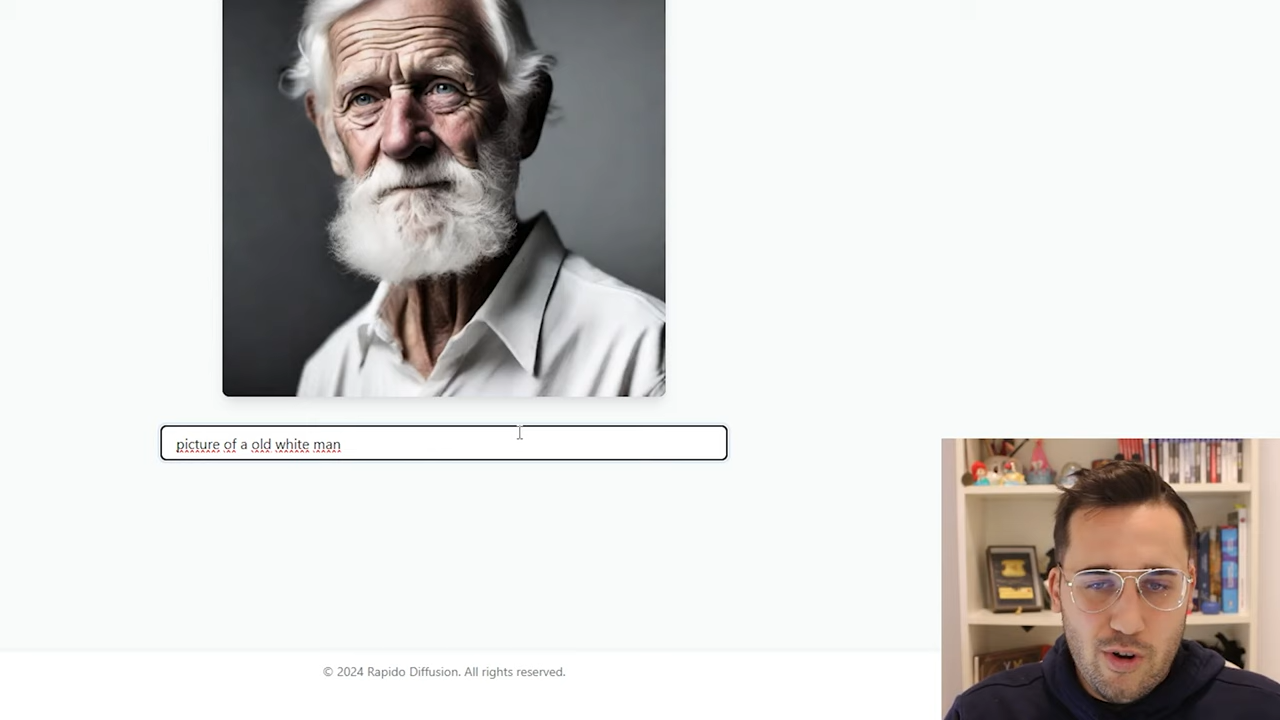 picture of a old white man
© 2024 Rapido Diffusion. All rights reserved.